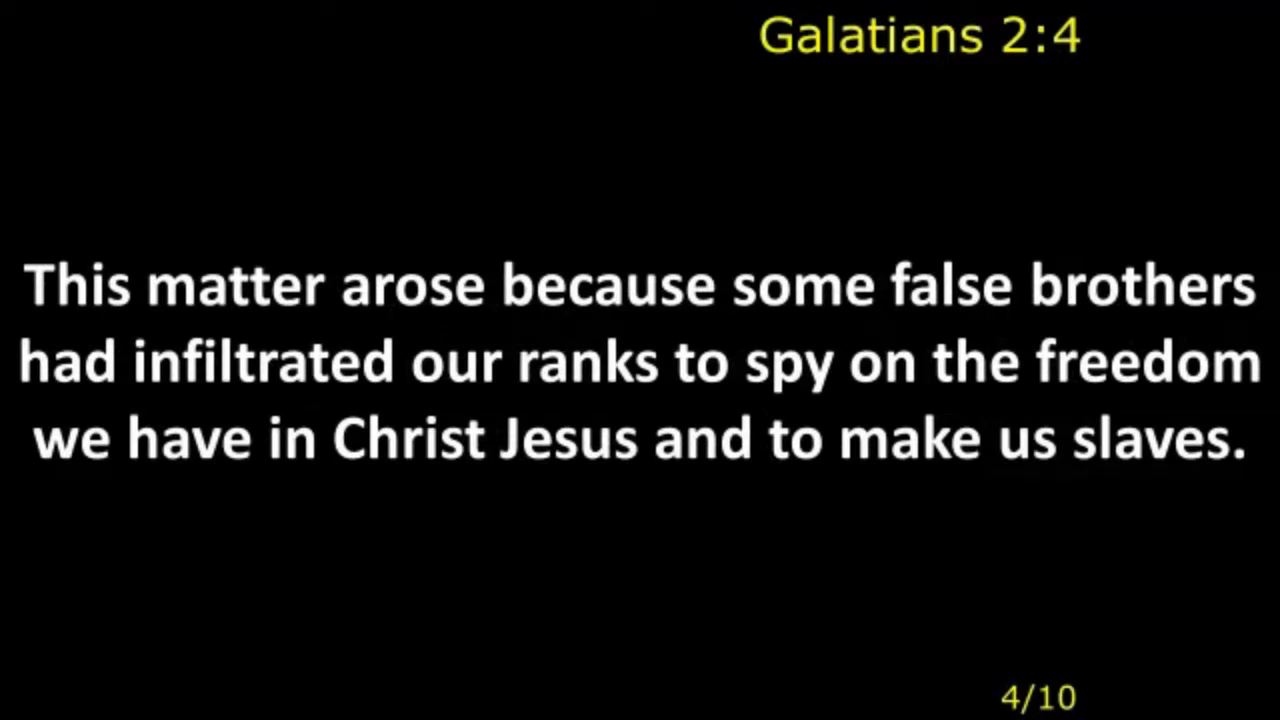 Galatians 2:4
This matter arose because some false brothers
had infiltrated our ranks to spy on the freedom
we have in Christ Jesus and to make us slaves.
4/10